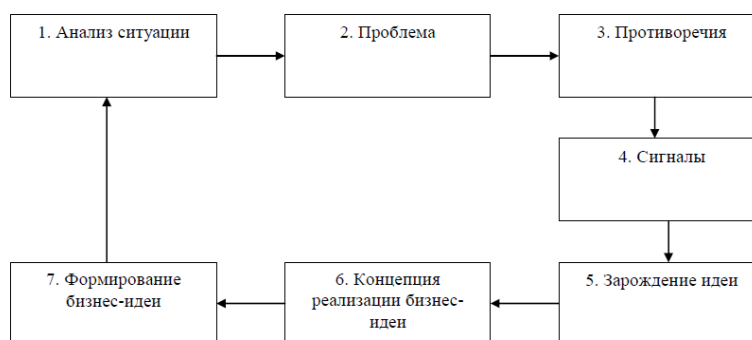 1. Анализ ситуации
2. Проблема
3. Противоречия
4. Сигналы
5. Зарождение идеи
6. Концепция
реализации бизнес-
идеи
7. Формирование
бизнес-идеи